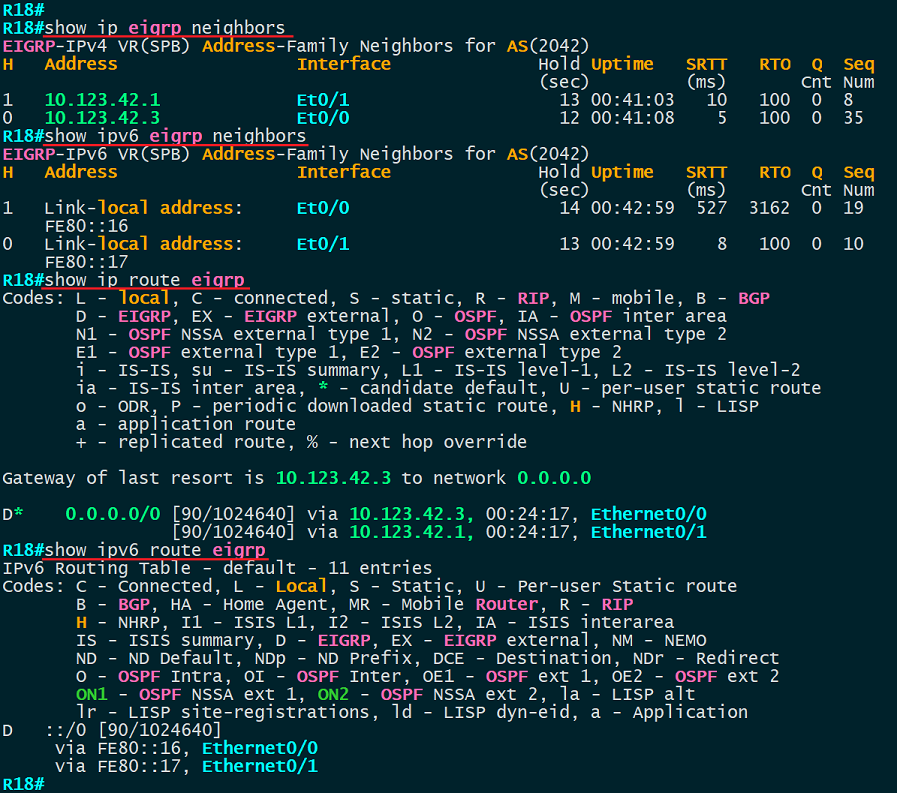 R18#
R18#show ip eigrp neighbors
EIGRP-IPv4 VR(SPB) Address-Family Neighbors for AS(2042)
H   Address                 Interface              Hold Uptime   SRTT   RTO  Q  Seq
                                                   (sec)         (ms)       Cnt Num
1   10.123.42.1             Et0/1                    13 00:41:03   10   100  0  8
0   10.123.42.3             Et0/0                    12 00:41:08    5   100  0  35
R18#show ipv6 eigrp neighbors
EIGRP-IPv6 VR(SPB) Address-Family Neighbors for AS(2042)
H   Address                 Interface              Hold Uptime   SRTT   RTO  Q  Seq
                                                   (sec)         (ms)       Cnt Num
1   Link-local address:     Et0/0                    14 00:42:59  527  3162  0  19
    FE80::16
0   Link-local address:     Et0/1                    13 00:42:59    8   100  0  10
    FE80::17
R18#show ip route eigrp
Codes: L - local, C - connected, S - static, R - RIP, M - mobile, B - BGP
       D - EIGRP, EX - EIGRP external, O - OSPF, IA - OSPF inter area
       N1 - OSPF NSSA external type 1, N2 - OSPF NSSA external type 2
       E1 - OSPF external type 1, E2 - OSPF external type 2
       i - IS-IS, su - IS-IS summary, L1 - IS-IS level-1, L2 - IS-IS level-2
       ia - IS-IS inter area, * - candidate default, U - per-user static route
       o - ODR, P - periodic downloaded static route, H - NHRP, l - LISP
       a - application route
       + - replicated route, % - next hop override

Gateway of last resort is 10.123.42.3 to network 0.0.0.0

D*    0.0.0.0/0 [90/1024640] via 10.123.42.3, 00:24:17, Ethernet0/0
                [90/1024640] via 10.123.42.1, 00:24:17, Ethernet0/1
R18#show ipv6 route eigrp
IPv6 Routing Table - default - 11 entries
Codes: C - Connected, L - Local, S - Static, U - Per-user Static route
       B - BGP, HA - Home Agent, MR - Mobile Router, R - RIP
       H - NHRP, I1 - ISIS L1, I2 - ISIS L2, IA - ISIS interarea
       IS - ISIS summary, D - EIGRP, EX - EIGRP external, NM - NEMO
       ND - ND Default, NDp - ND Prefix, DCE - Destination, NDr - Redirect
       O - OSPF Intra, OI - OSPF Inter, OE1 - OSPF ext 1, OE2 - OSPF ext 2
       ON1 - OSPF NSSA ext 1, ON2 - OSPF NSSA ext 2, la - LISP alt
       lr - LISP site-registrations, ld - LISP dyn-eid, a - Application
D   ::/0 [90/1024640]
     via FE80::16, Ethernet0/0
     via FE80::17, Ethernet0/1
R18#